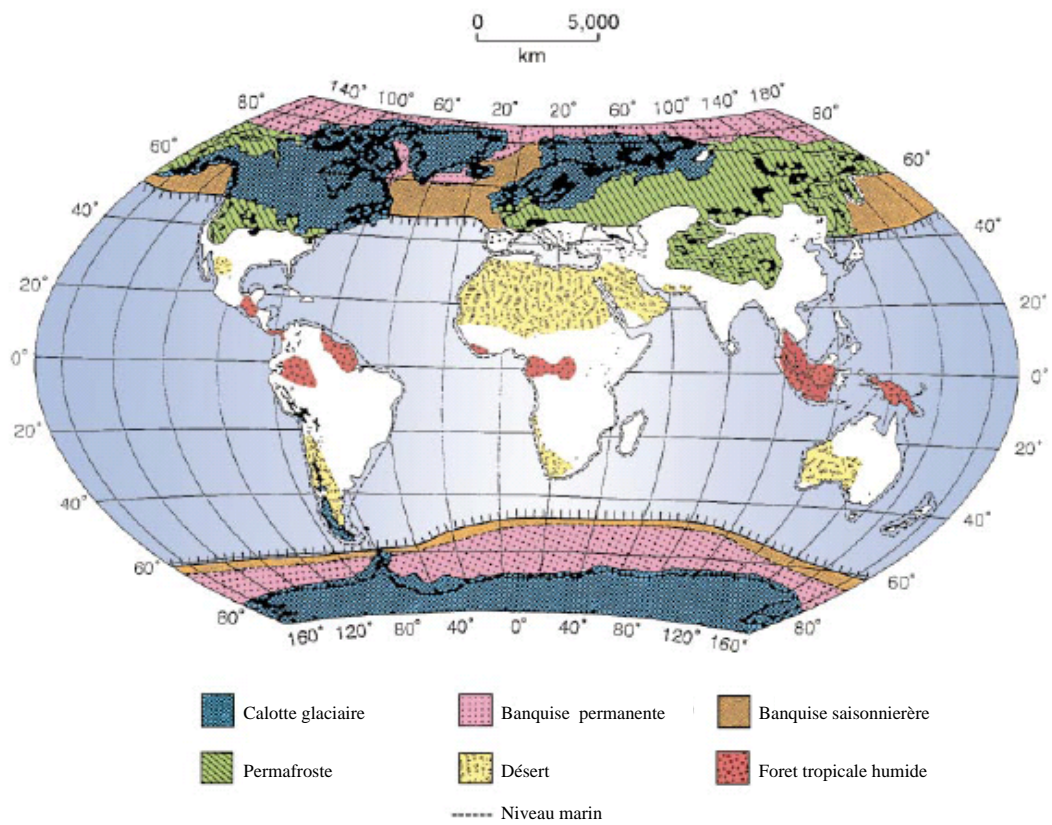 0 5,000
km
140° 100° 60° 20° 20° 60° 100° 140° 180°
80° 80°
60° 60°
40° 40°
20° 20°
0° 0°
20° 20°
40° 40°
60° 60°
80° 80°
160° 120° 80° 40° 0° 40° 120° 160°
Calotte glaciaire Banquise permanente Banquise saisonnierère
Permafroste Désert Foret tropicale humide
Niveau marin